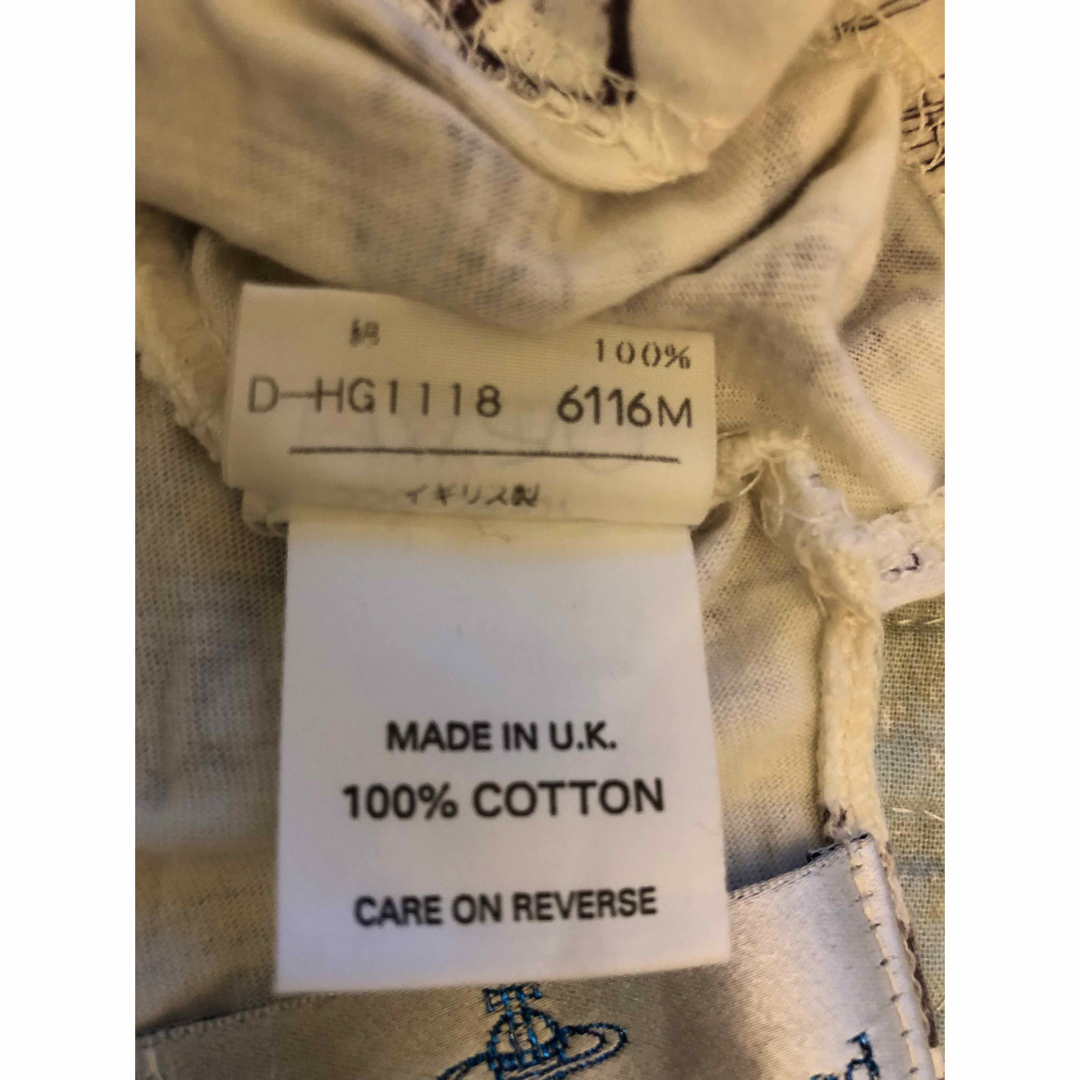 綿 100%
D-HG1118 6116M
イギリス製
MADE IN U.K.
100% COTTON
CARE ON REVERSE